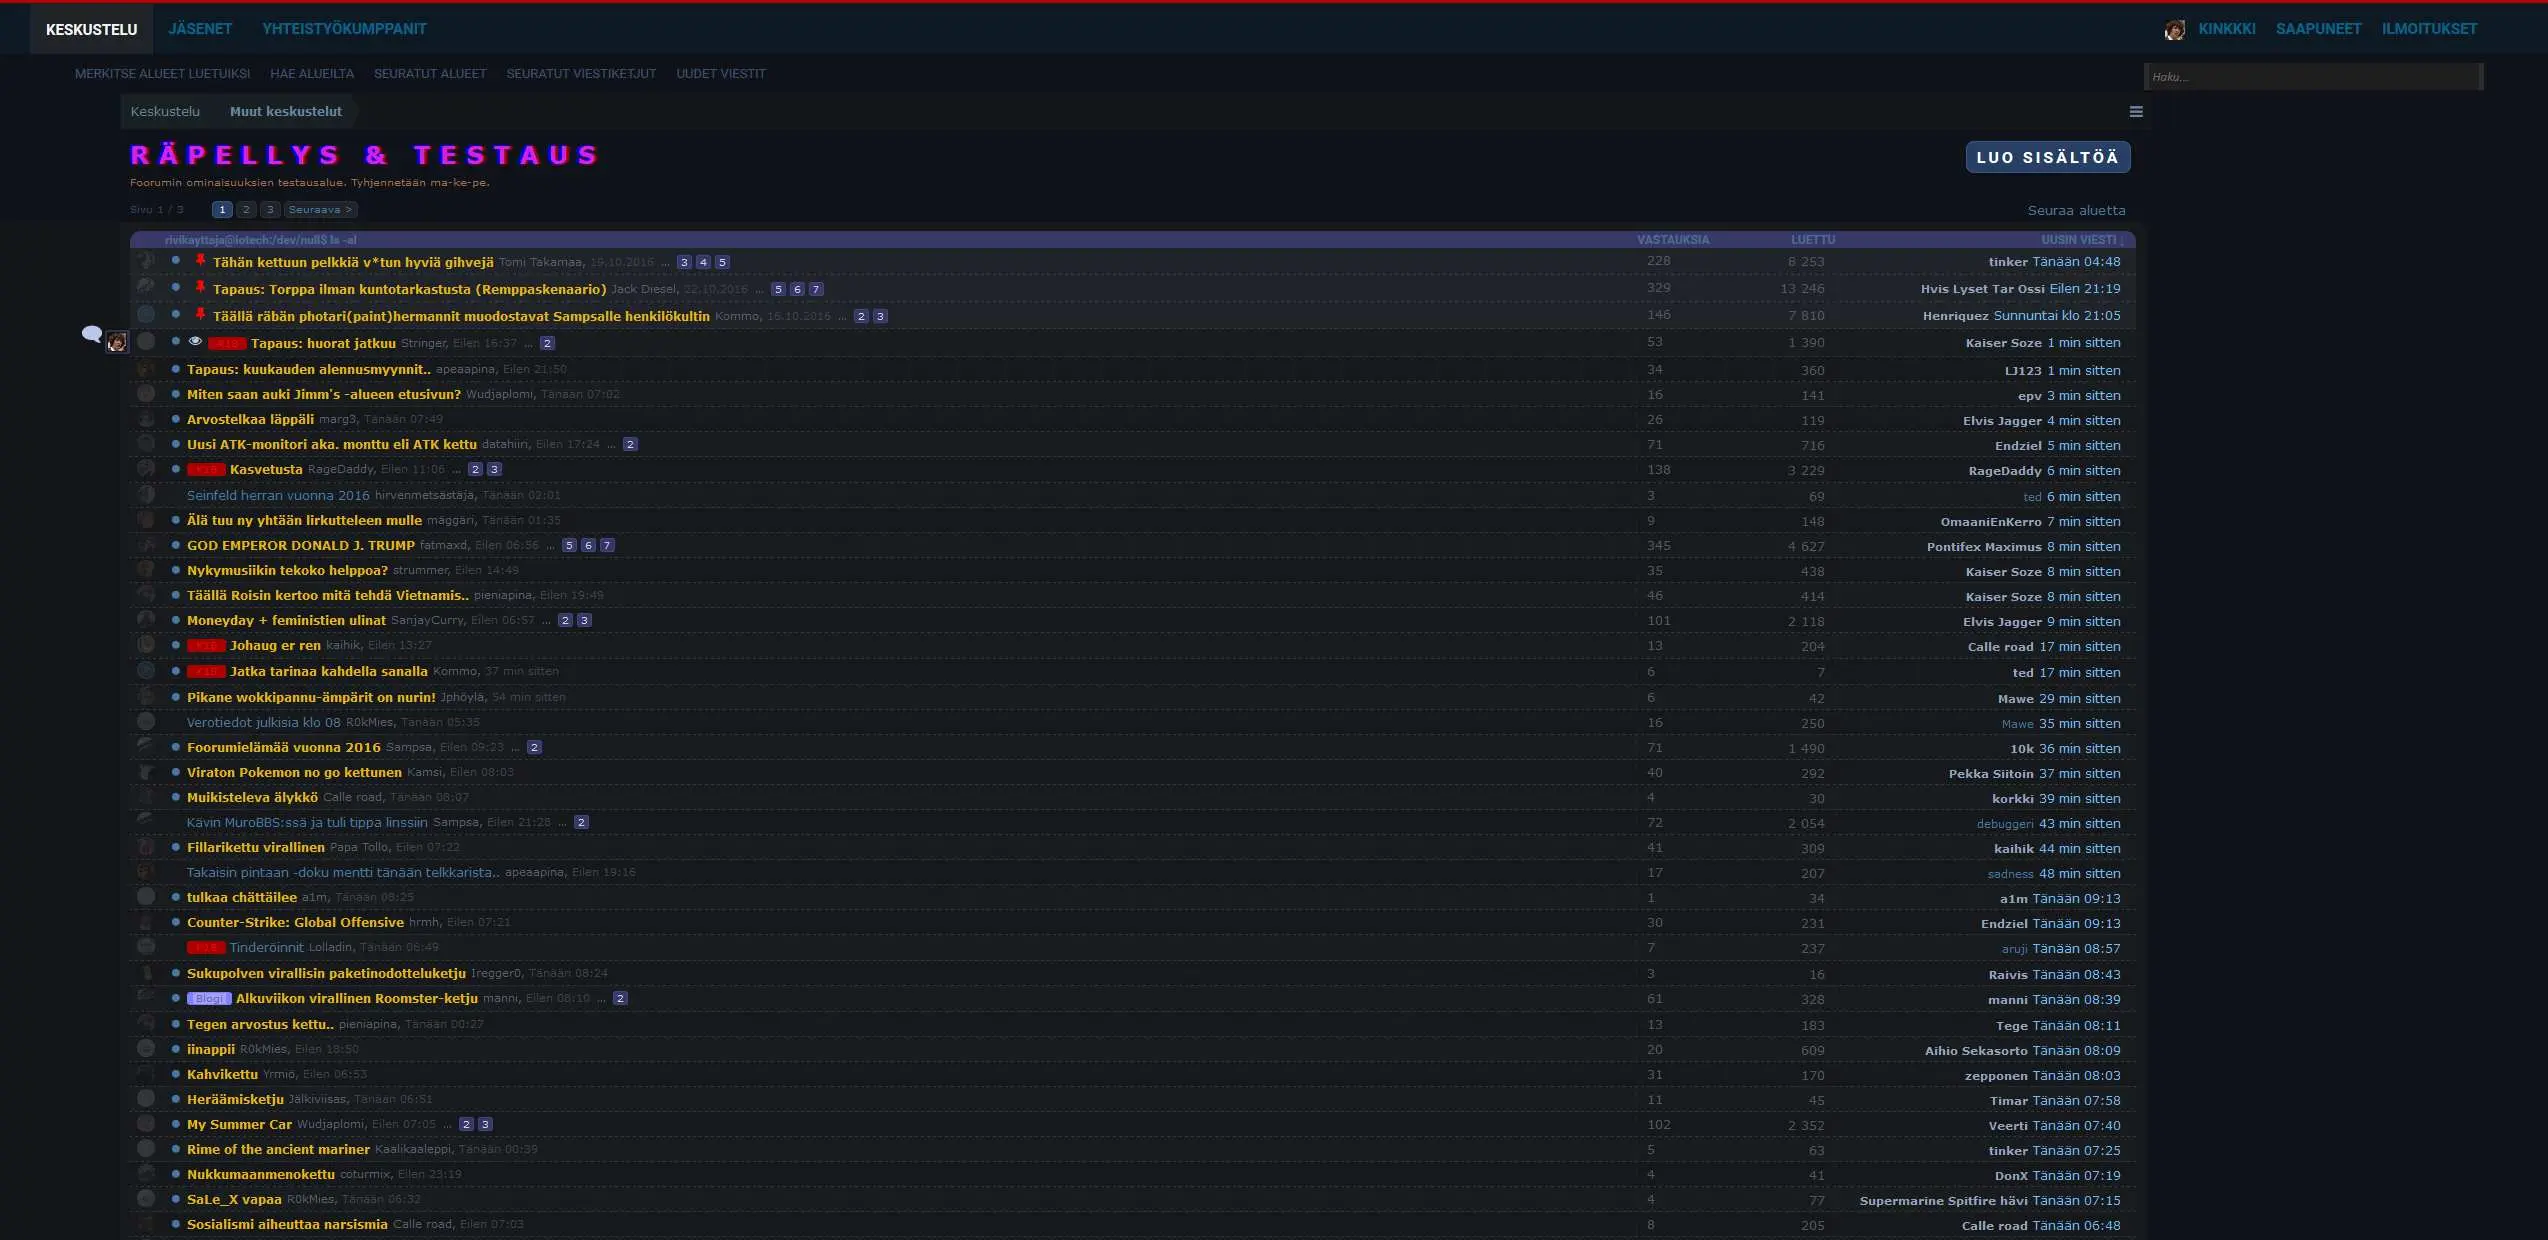 KESKUSTELU JÄSENET YHTEISTYÖKUMPPANIT KINKKKI SAAPUNEET ILMOITUKSET
MERKITSE ALUEET LUETUIKSI HAE ALUEILTA SEURATUT ALUEET SEURATUT VIESTIKETJUT UUDET VIESTIT Haku...
Keskustelu Muut keskustelut
RÄPELLYS & TESTAUS LUO SISÄLTÖÄ
Foorumin ominaisuuksien testausalue. Tyhjennetään ma-ke-pe.
Sivu 1 / 3 1 2 3 Seuraava > Seuraa aluetta
rivikayttaja@iotech:/dev/null$ ls -al VASTAUKSIA LUETTU UUSIN VIESTI ↓
Tähän kettuun pelkkiä v*tun hyviä gihvejä Tomi Takamaa, 19.10.2016 ... 3 4 5 228 8 253 tinker Tänään 04:48
Tapaus: Torppa ilman kuntotarkastusta (Remppaskenaario) Jack Diesel, 22.10.2016 ... 5 6 7 329 13 246 Hvis Lyset Tar Ossi Eilen 21:19
Täällä räbän photari(paint)hermannit muodostavat Sampsalle henkilökultin Kommo, 16.10.2016 ... 2 3 146 7 810 Henriquez Sunnuntai klo 21:05
K18 Tapaus: huorat jatkuu Stringer, Eilen 16:37 ... 2 53 1 390 Kaiser Soze 1 min sitten
Tapaus: kuukauden alennusmyynnit.. apeaapina, Eilen 21:50 34 360 LJ123 1 min sitten
Miten saan auki Jimm's -alueen etusivun? Wudjaplomi, Tänään 07:02 16 141 epv 3 min sitten
Arvostelkaa läppäli marg3, Tänään 07:49 26 119 Elvis Jagger 4 min sitten
Uusi ATK-monitori aka. monttu eli ATK kettu datahiiri, Eilen 17:24 ... 2 71 716 Endziel 5 min sitten
K18 Kasvetusta RageDaddy, Eilen 11:06 ... 2 3 138 3 229 RageDaddy 6 min sitten
Seinfeld herran vuonna 2016 hirvenmetsästäjä, Tänään 02:01 3 69 ted 6 min sitten
Älä tuu ny yhtään lirkutteleen mulle mäggäri, Tänään 01:35 9 148 OmaaniEnKerro 7 min sitten
GOD EMPEROR DONALD J. TRUMP fatmaxd, Eilen 06:56 ... 5 6 7 345 4 627 Pontifex Maximus 8 min sitten
Nykymusiikin tekoko helppoa? strummer, Eilen 14:49 35 438 Kaiser Soze 8 min sitten
Täällä Roisin kertoo mitä tehdä Vietnamis.. pieniapina, Eilen 19:49 46 414 Kaiser Soze 8 min sitten
Moneyday + feministien ulinat SanjayCurry, Eilen 06:57 ... 2 3 101 2 118 Elvis Jagger 9 min sitten
K18 Johaug er ren kaihik, Eilen 13:27 13 204 Calle road 17 min sitten
K18 Jatka tarinaa kahdella sanalla Kommo, 37 min sitten 6 7 ted 17 min sitten
Pikane wokkipannu-ämpärit on nurin! Jphöylä, 54 min sitten 6 42 Mawe 29 min sitten
Verotiedot julkisia klo 08 R0kMies, Tänään 05:35 16 250 Mawe 35 min sitten
Foorumielämää vuonna 2016 Sampsa, Eilen 09:23 ... 2 71 1 490 10k 36 min sitten
Viraton Pokemon no go kettunen Kamsi, Eilen 08:03 40 292 Pekka Siitoin 37 min sitten
Muikisteleva älykkö Calle road, Tänään 08:07 4 30 korkki 39 min sitten
Kävin MuroBBS:ssä ja tuli tippa linssiin Sampsa, Eilen 21:28 ... 2 72 2 054 debuggeri 43 min sitten
Fillarikettu virallinen Papa Tollo, Eilen 07:22 41 309 kaihik 44 min sitten
Takaisin pintaan -doku mentti tänään telkkarista.. apeaapina, Eilen 19:16 17 207 sadness 48 min sitten
tulkaa chättäilee a1m, Tänään 08:25 1 34 a1m Tänään 09:13
Counter-Strike: Global Offensive hrmh, Eilen 07:21 30 231 Endziel Tänään 09:13
K18 Tinderöinnit Lolladin, Tänään 06:49 7 237 aruji Tänään 08:57
Sukupolven virallisin paketinodotteluketju Iregger0, Tänään 08:24 3 16 Raivis Tänään 08:43
[Blogi] Alkuviikon virallinen Roomster-ketju manni, Eilen 08:10 ... 2 61 328 manni Tänään 08:39
Tegen arvostus kettu.. pieniapina, Tänään 00:27 13 183 Tege Tänään 08:11
iinappii R0kMies, Eilen 18:50 20 609 Aihio Sekasorto Tänään 08:09
Kahvikettu Yrmiö, Eilen 06:53 31 170 zepponen Tänään 08:03
Heräämisketju Jälkiviisas, Tänään 06:51 11 45 Timar Tänään 07:58
My Summer Car Wudjaplomi, Eilen 07:05 ... 2 3 102 2 352 Veerti Tänään 07:40
Rime of the ancient mariner Kaalikaaleppi, Tänään 00:39 5 63 tinker Tänään 07:25
Nukkumaanmenokettu coturmix, Eilen 23:19 4 41 DonX Tänään 07:19
SaLe_X vapaa R0kMies, Tänään 06:32 4 77 Supermarine Spitfire hävi Tänään 07:15
Sosialismi aiheuttaa narsismia Calle road, Eilen 07:03 8 205 Calle road Tänään 06:48